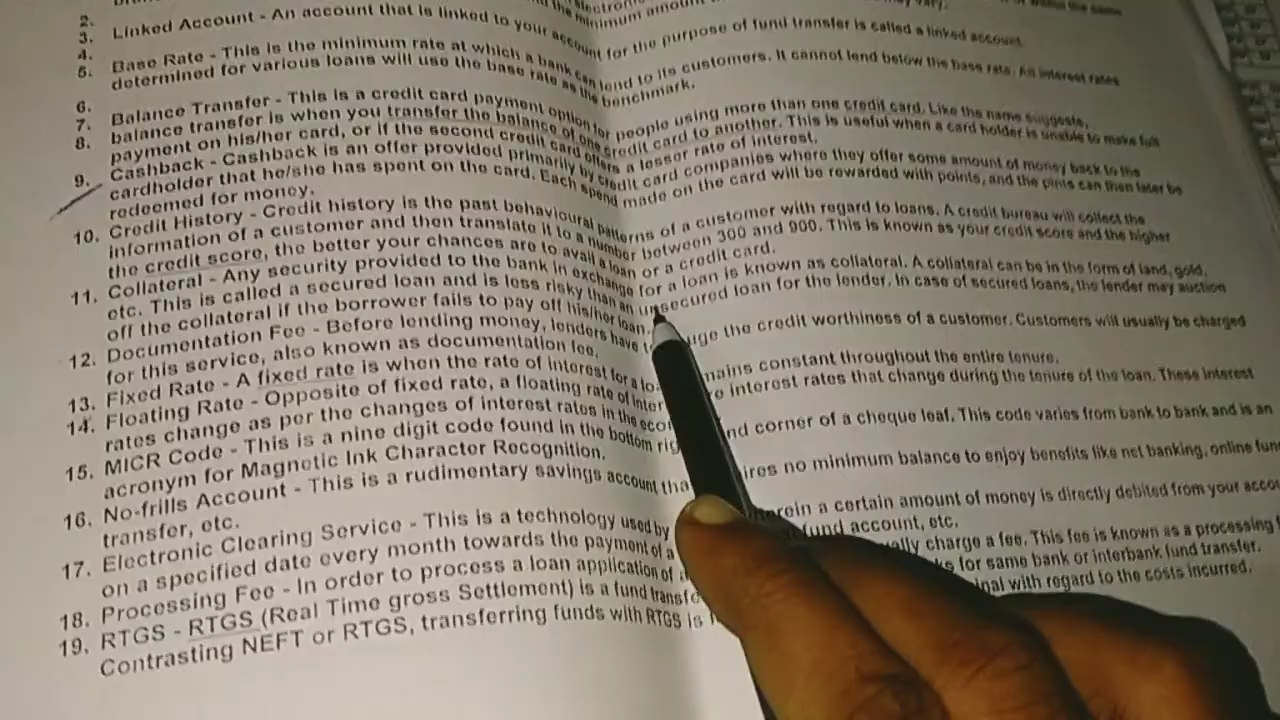 2.
3. Linked Account - An account that is linked to your account for the purpose of fund transfer is called a linked account.
4.
5. Base Rate - This is the minimum rate at which a bank can lend to its customers. It cannot lend below the base rate. All interest rates
determined for various loans will use the base rate as the benchmark.
6.
7. Balance Transfer - This is a credit card payment option for people using more than one credit card. Like the name suggests,
8. balance transfer is when you transfer the balance of one credit card to another. This is useful when a card holder is unable to make full
payment on his/her card, or if the second credit card offers a lessor rate of interest.
9. Cashback - Cashback is an offer provided primarily by credit card companies where they offer some amount of money back to the
cardholder that he/she has spent on the card. Each spend made on the card will be rewarded with points, and the pints can then later be
redeemed for money.
10. Credit History - Credit history is the past behavioural patterns of a customer with regard to loans. A credit bureau will collect the
information of a customer and then translate it to a number between 300 and 900. This is known as your credit score and the higher
the credit score, the better your chances are to avail a loan or a credit card.
11. Collateral - Any security provided to the bank in exchange for a loan is known as collateral. A collateral can be in the form of land, gold,
etc. This is called a secured loan and is less risky than an unsecured loan for the lender. In case of secured loans, the lender may auction
off the collateral if the borrower fails to pay off his/her loan.
12. Documentation Fee - Before lending money, lenders have the credit worthiness of a customer. Customers will usually be charged
for this service, also known as documentation fee.
13. Fixed Rate - A fixed rate is when the rate of interest for a constant throughout the entire tenure.
14. Floating Rate - Opposite of fixed rate, a floating rate of interest rates that change during the tenure of the loan. These interest
rates change as per the changes of interest rates in the
15. MICR Code - This is a nine digit code found in the bottom corner of a cheque leaf. This code varies from bank to bank and is an
acronym for Magnetic Ink Character Recognition.
16. No-frills Account - This is a rudimentary savings account no minimum balance to enjoy benefits like net banking, online
transfer, etc.
17. Electronic Clearing Service - This is a technology used by a certain amount of money is directly debited from your
on a specified date every month towards the payment of a account, etc.
18. Processing Fee - In order to process a loan application of charge a fee. This fee is known as a processing
19. RTGS - RTGS (Real Time gross Settlement) is a fund for same bank or interbank fund transfer.
Contrasting NEFT or RTGS, transferring funds with RTGS is with regard to the costs incurred.